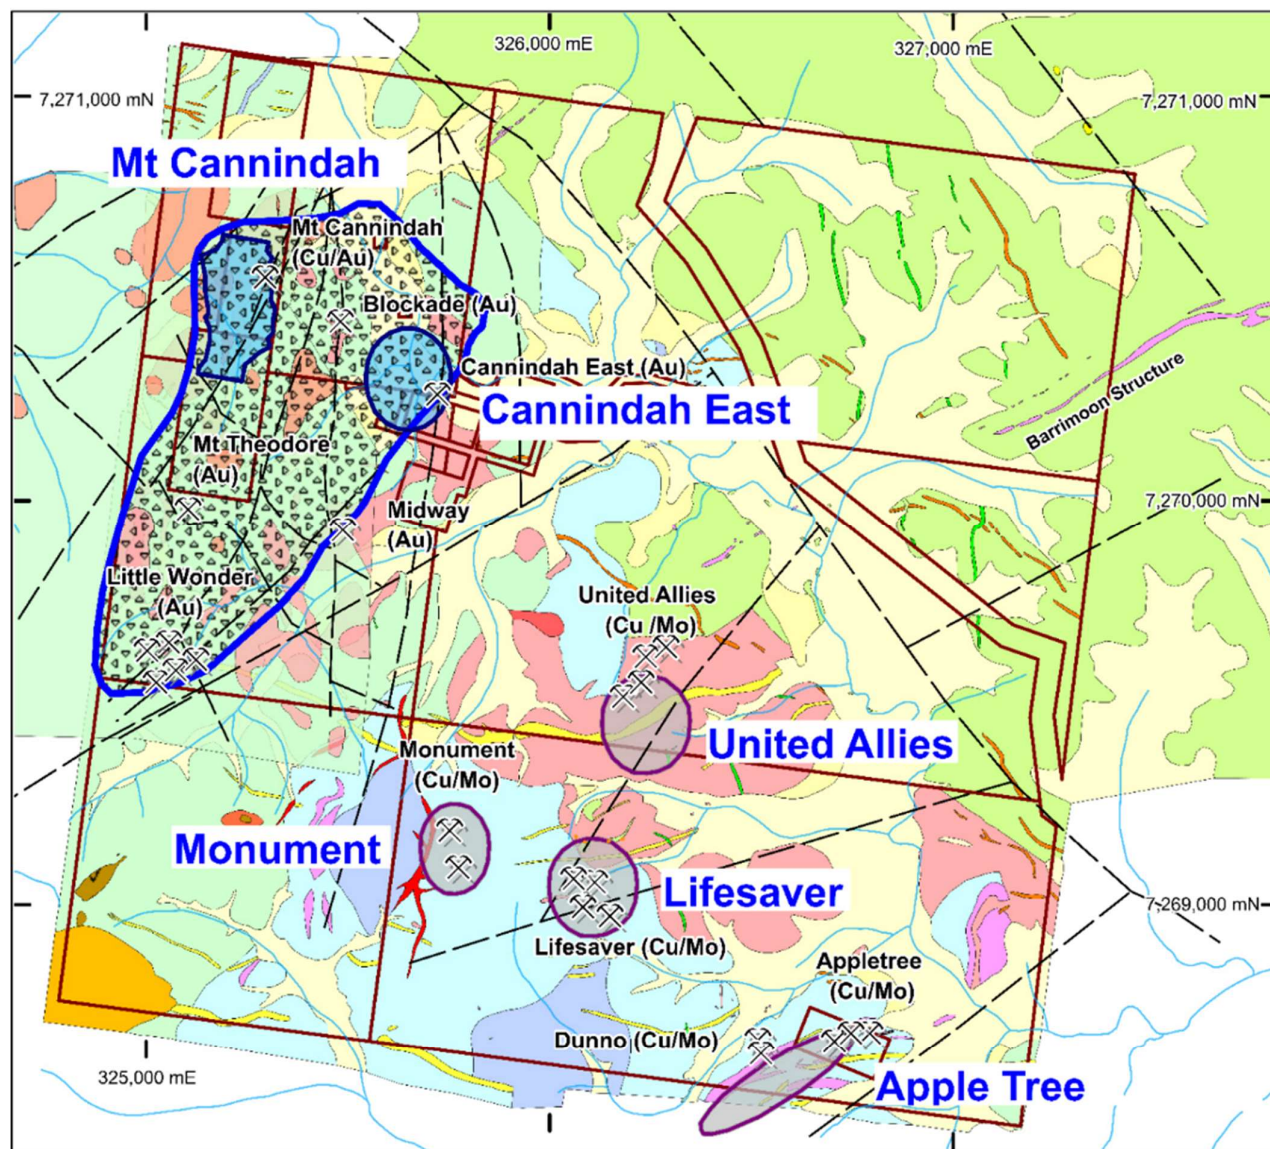 326,000 mE
327,000 mE
7,271,000 mN
7,271,000 mN
Mt Cannindah
Mt Cannindah
(Cu/Au)
Blockade (Au)
Cannindah East (Au)
Cannindah East
Barrimoon Structure
Mt Theodore
(Au)
Midway
(Au)
7,270,000 mN
Little Wonder
(Au)
United Allies
(Cu /Mo)
United Allies
Monument
(Cu/Mo)
Monument
Lifesaver
7,269,000 mN
Lifesaver (Cu/Mo)
Appletree
(Cu/Mo)
Dunno (Cu/Mo)
325,000 mE
Apple Tree